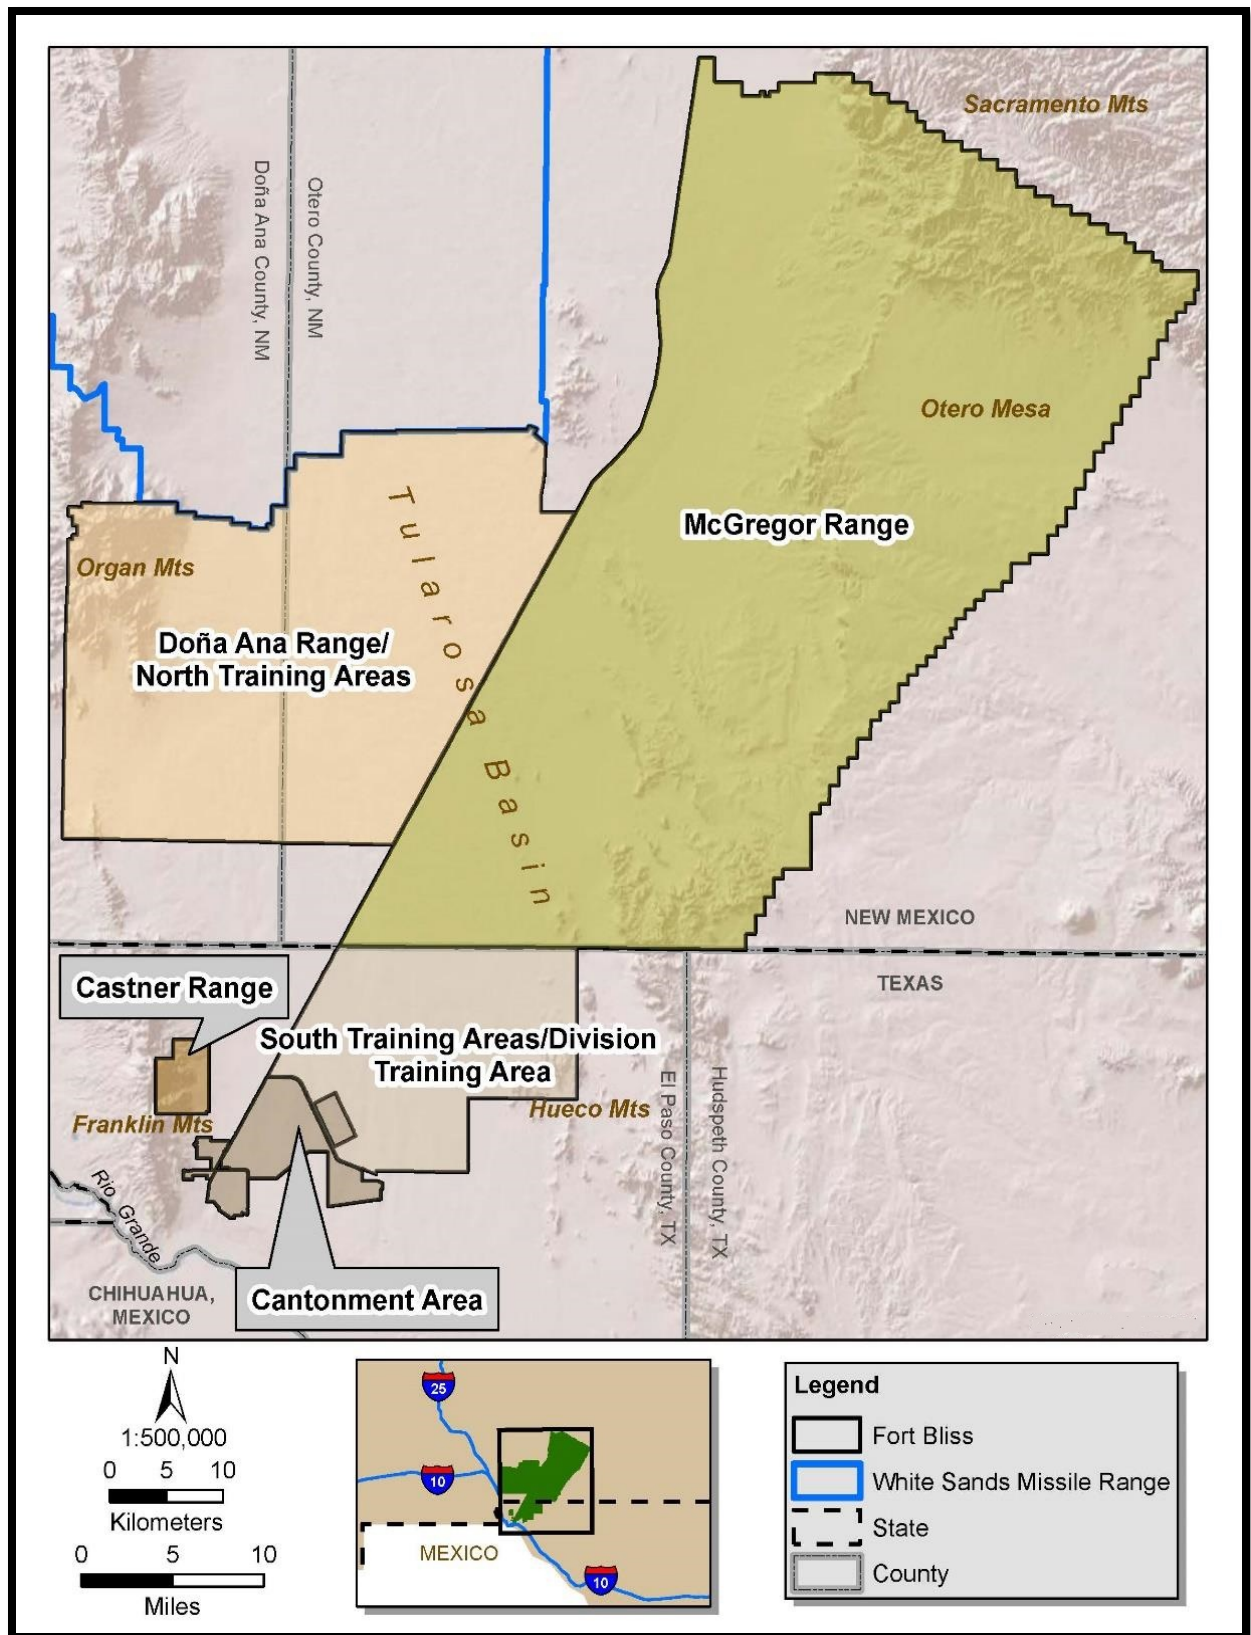 Sacramento Mts
Doña Ana County, NM
Otero County, NM
Otero Mesa
McGregor Range
Tularosa Basin
Organ Mts
Doña Ana Range/
North Training Areas
NEW MEXICO
TEXAS
Castner Range
South Training Areas/Division
Training Area
Hueco Mts
Franklin Mts
El Paso County, TX
Hudspeth County, TX
Rio Grande
CHIHUAHUA,
MEXICO
Cantonment Area
N
1:500,000
0 5 10
Kilometers
0 5 10
Miles
25
10
MEXICO
10
Legend
Fort Bliss
White Sands Missile Range
State
County